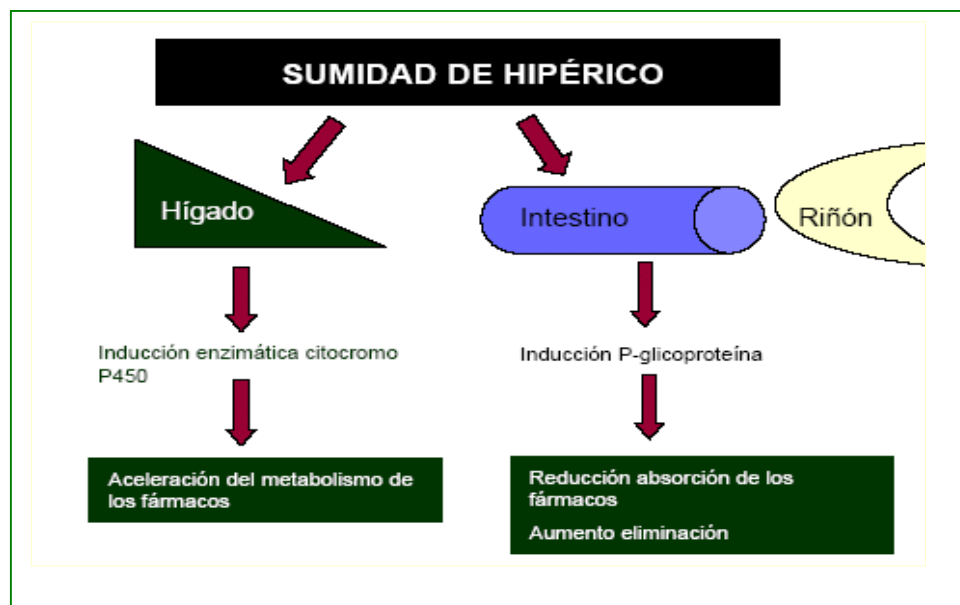 SUMIDAD DE HIPÉRICO
Hígado
Intestino
Riñón
Inducción enzimática citocromo
P450
Inducción P-glicoproteína
Aceleración del metabolismo de
los fármacos
Reducción absorción de los
fármacos
Aumento eliminación